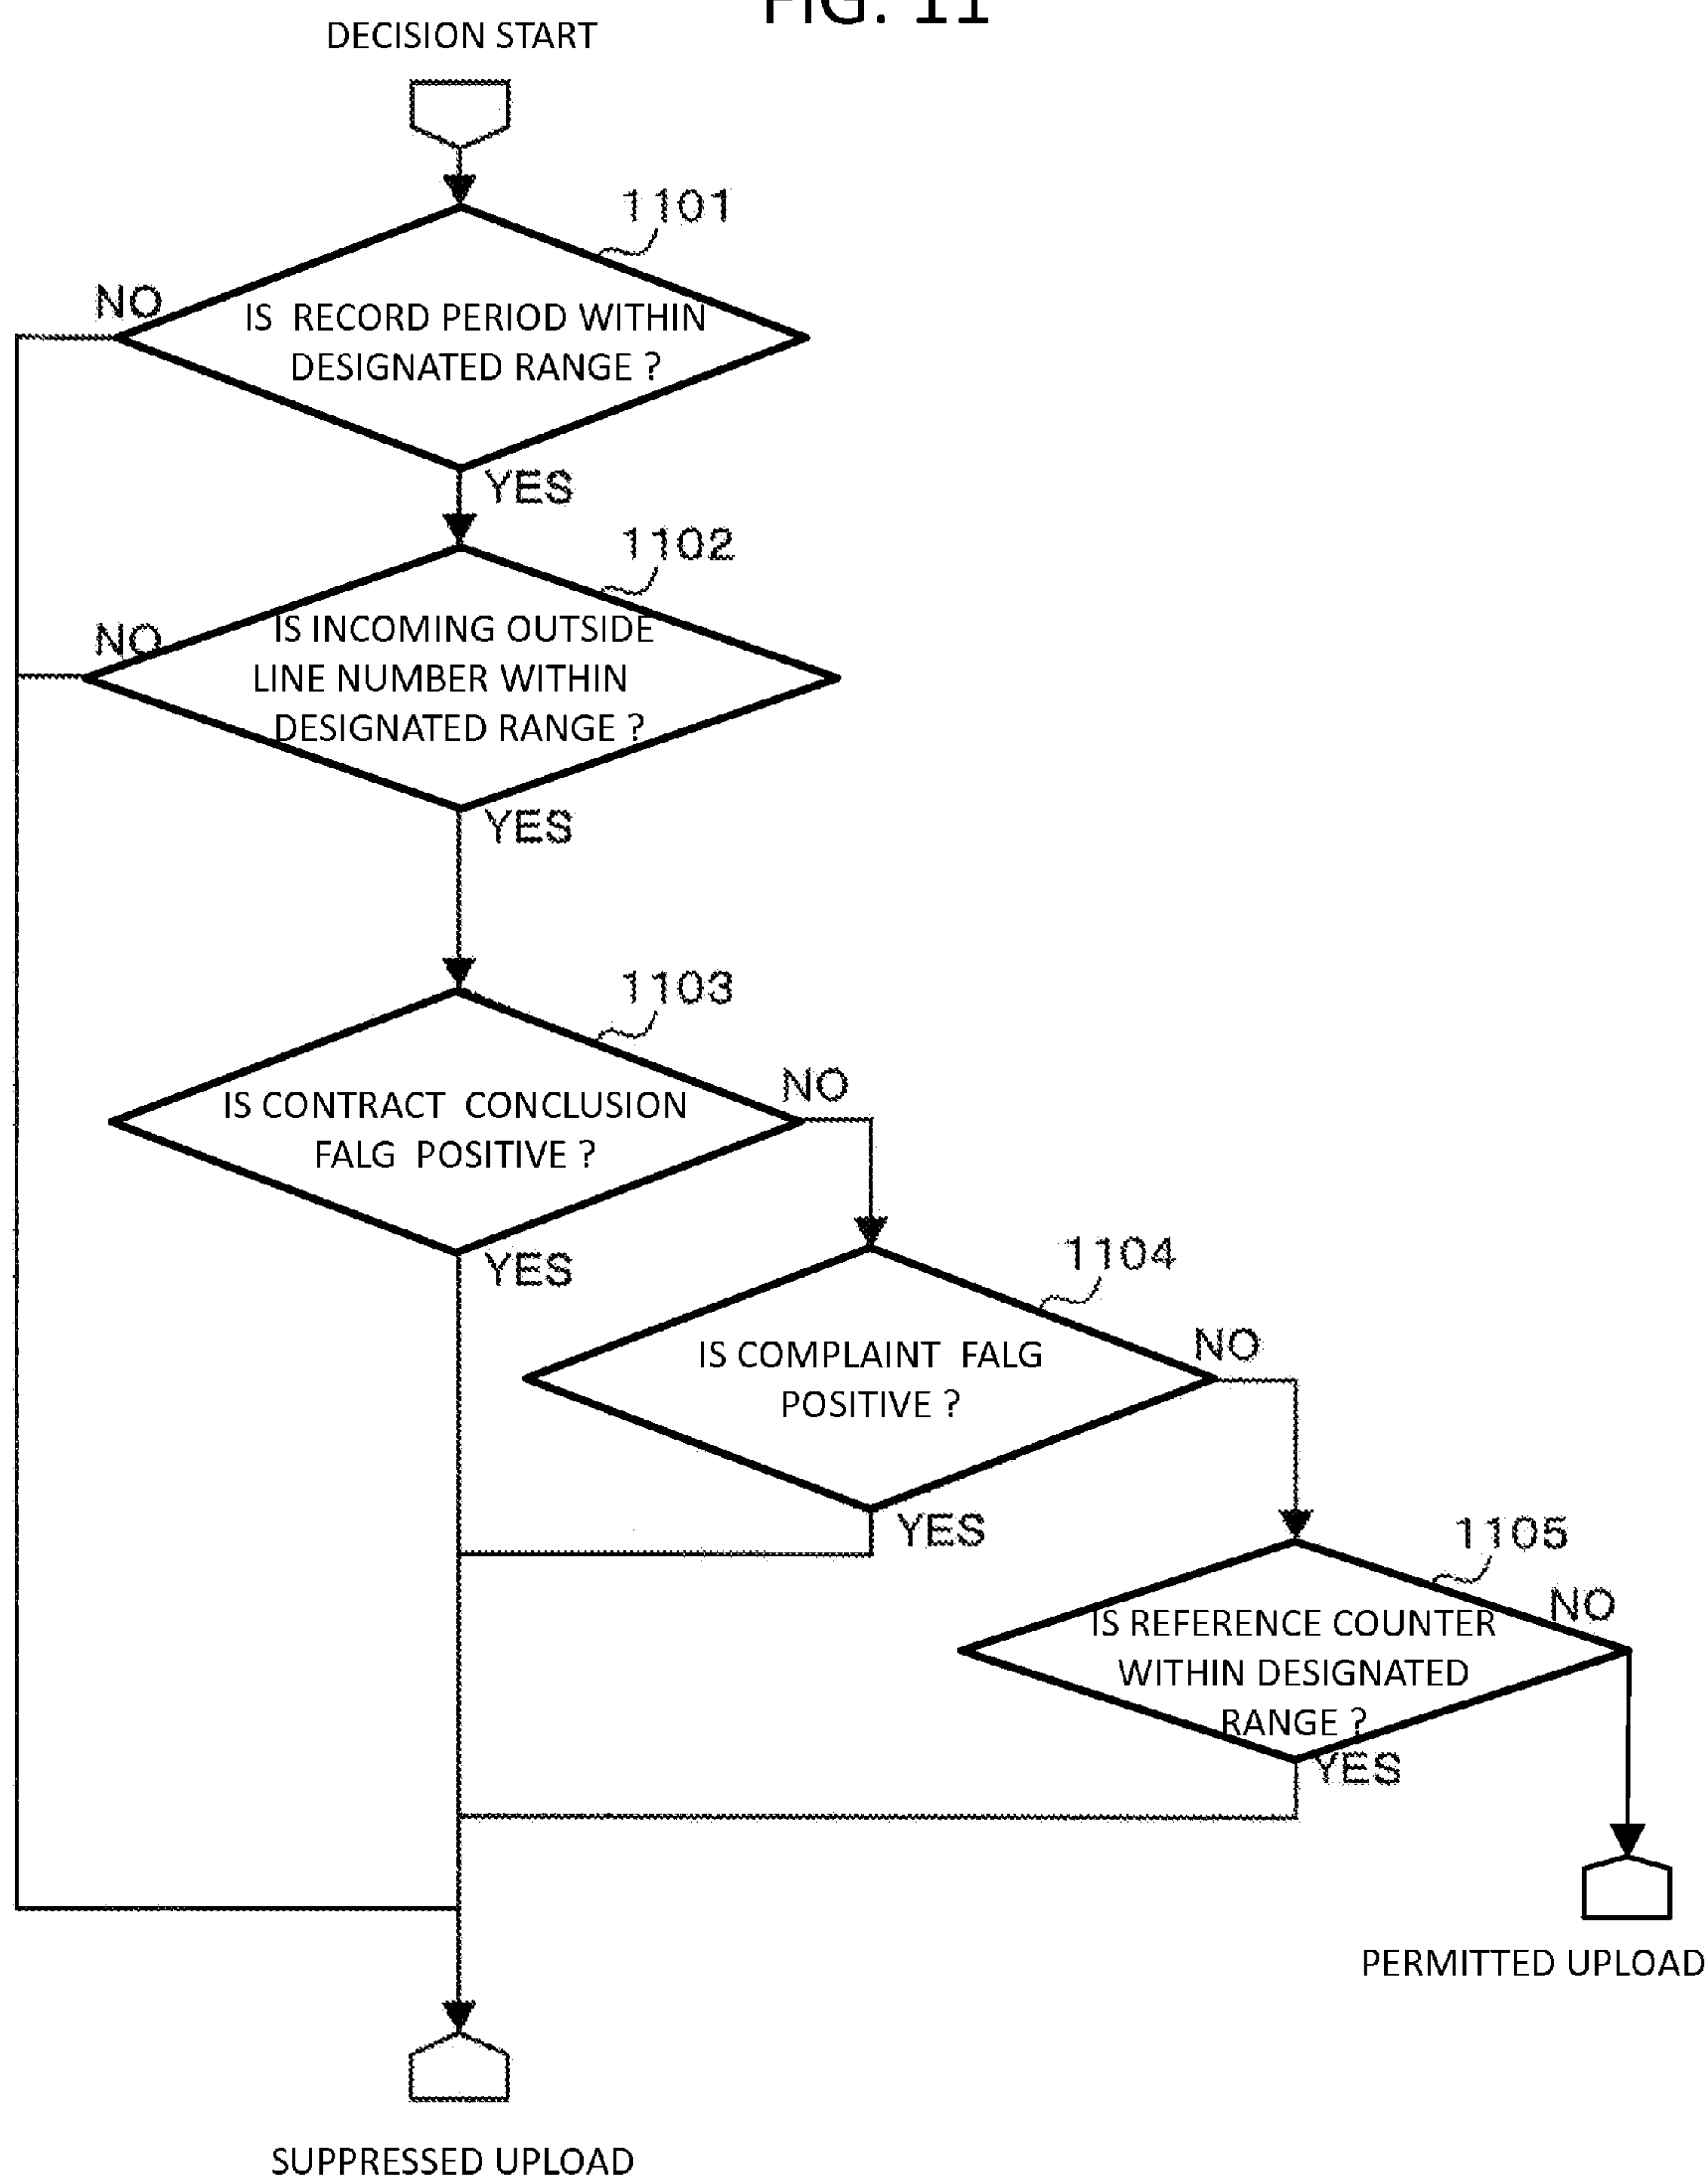 FIG. 11
DECISION START
1101
NO
IS RECORD PERIOD WITHIN
DESIGNATED RANGE ?
YES
1102
NO
IS INCOMING OUTSIDE
LINE NUMBER WITHIN
DESIGNATED RANGE ?
YES
1103
NO
IS CONTRACT CONCLUSION
FALG POSITIVE ?
YES
1104
NO
IS COMPLAINT FALG
POSITIVE ?
YES
1105
NO
IS REFERENCE COUNTER
WITHIN DESIGNATED
RANGE ?
YES
PERMITTED UPLOAD
SUPPRESSED UPLOAD